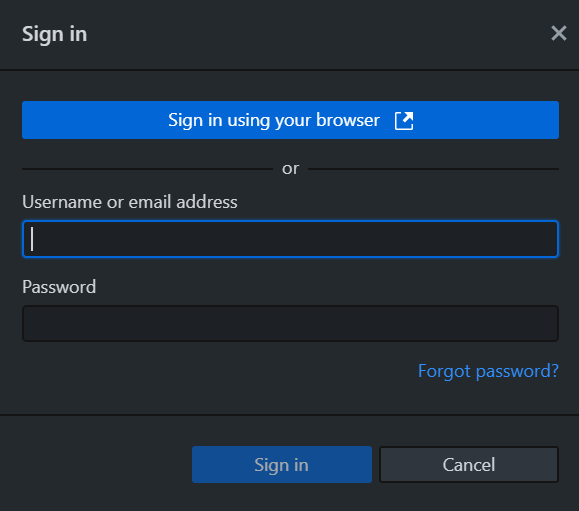 Sign in
Sign in using your browser
or
Username or email address
Password
Forgot password?
Sign in
Cancel